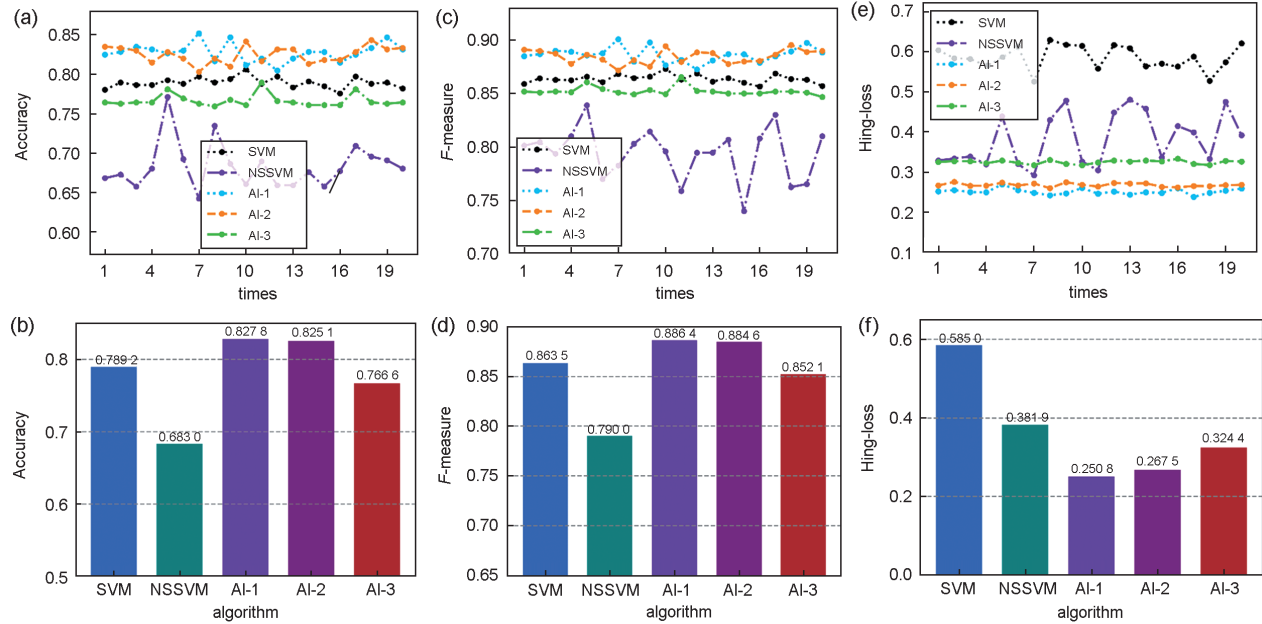 (a)
Accuracy
0.85
0.80
0.75
0.70
0.65
0.60
SVM
NSSVM
AI-1
AI-2
AI-3
1 4 7 10 13 16 19
times
(c)
F-measure
0.90
0.85
0.80
0.75
0.70
SVM
NSSVM
AI-1
AI-2
AI-3
1 4 7 10 13 16 19
times
(e)
Hing-loss
0.7
0.6
0.5
0.4
0.3
0.2
0.1
SVM
NSSVM
AI-1
AI-2
AI-3
1 4 7 10 13 16 19
times
(b)
Accuracy
0.8
0.7
0.6
0.5
0.789 2
0.683 0
0.827 8
0.825 1
0.766 6
SVM NSSVM AI-1 AI-2 AI-3
algorithm
(d)
F-measure
0.90
0.85
0.80
0.75
0.70
0.65
0.863 5
0.790 0
0.886 4
0.884 6
0.852 1
SVM NSSVM AI-1 AI-2 AI-3
algorithm
(f)
Hing-loss
0.6
0.4
0.2
0.0
0.585 0
0.381 9
0.250 8
0.267 5
0.324 4
SVM NSSVM AI-1 AI-2 AI-3
algorithm